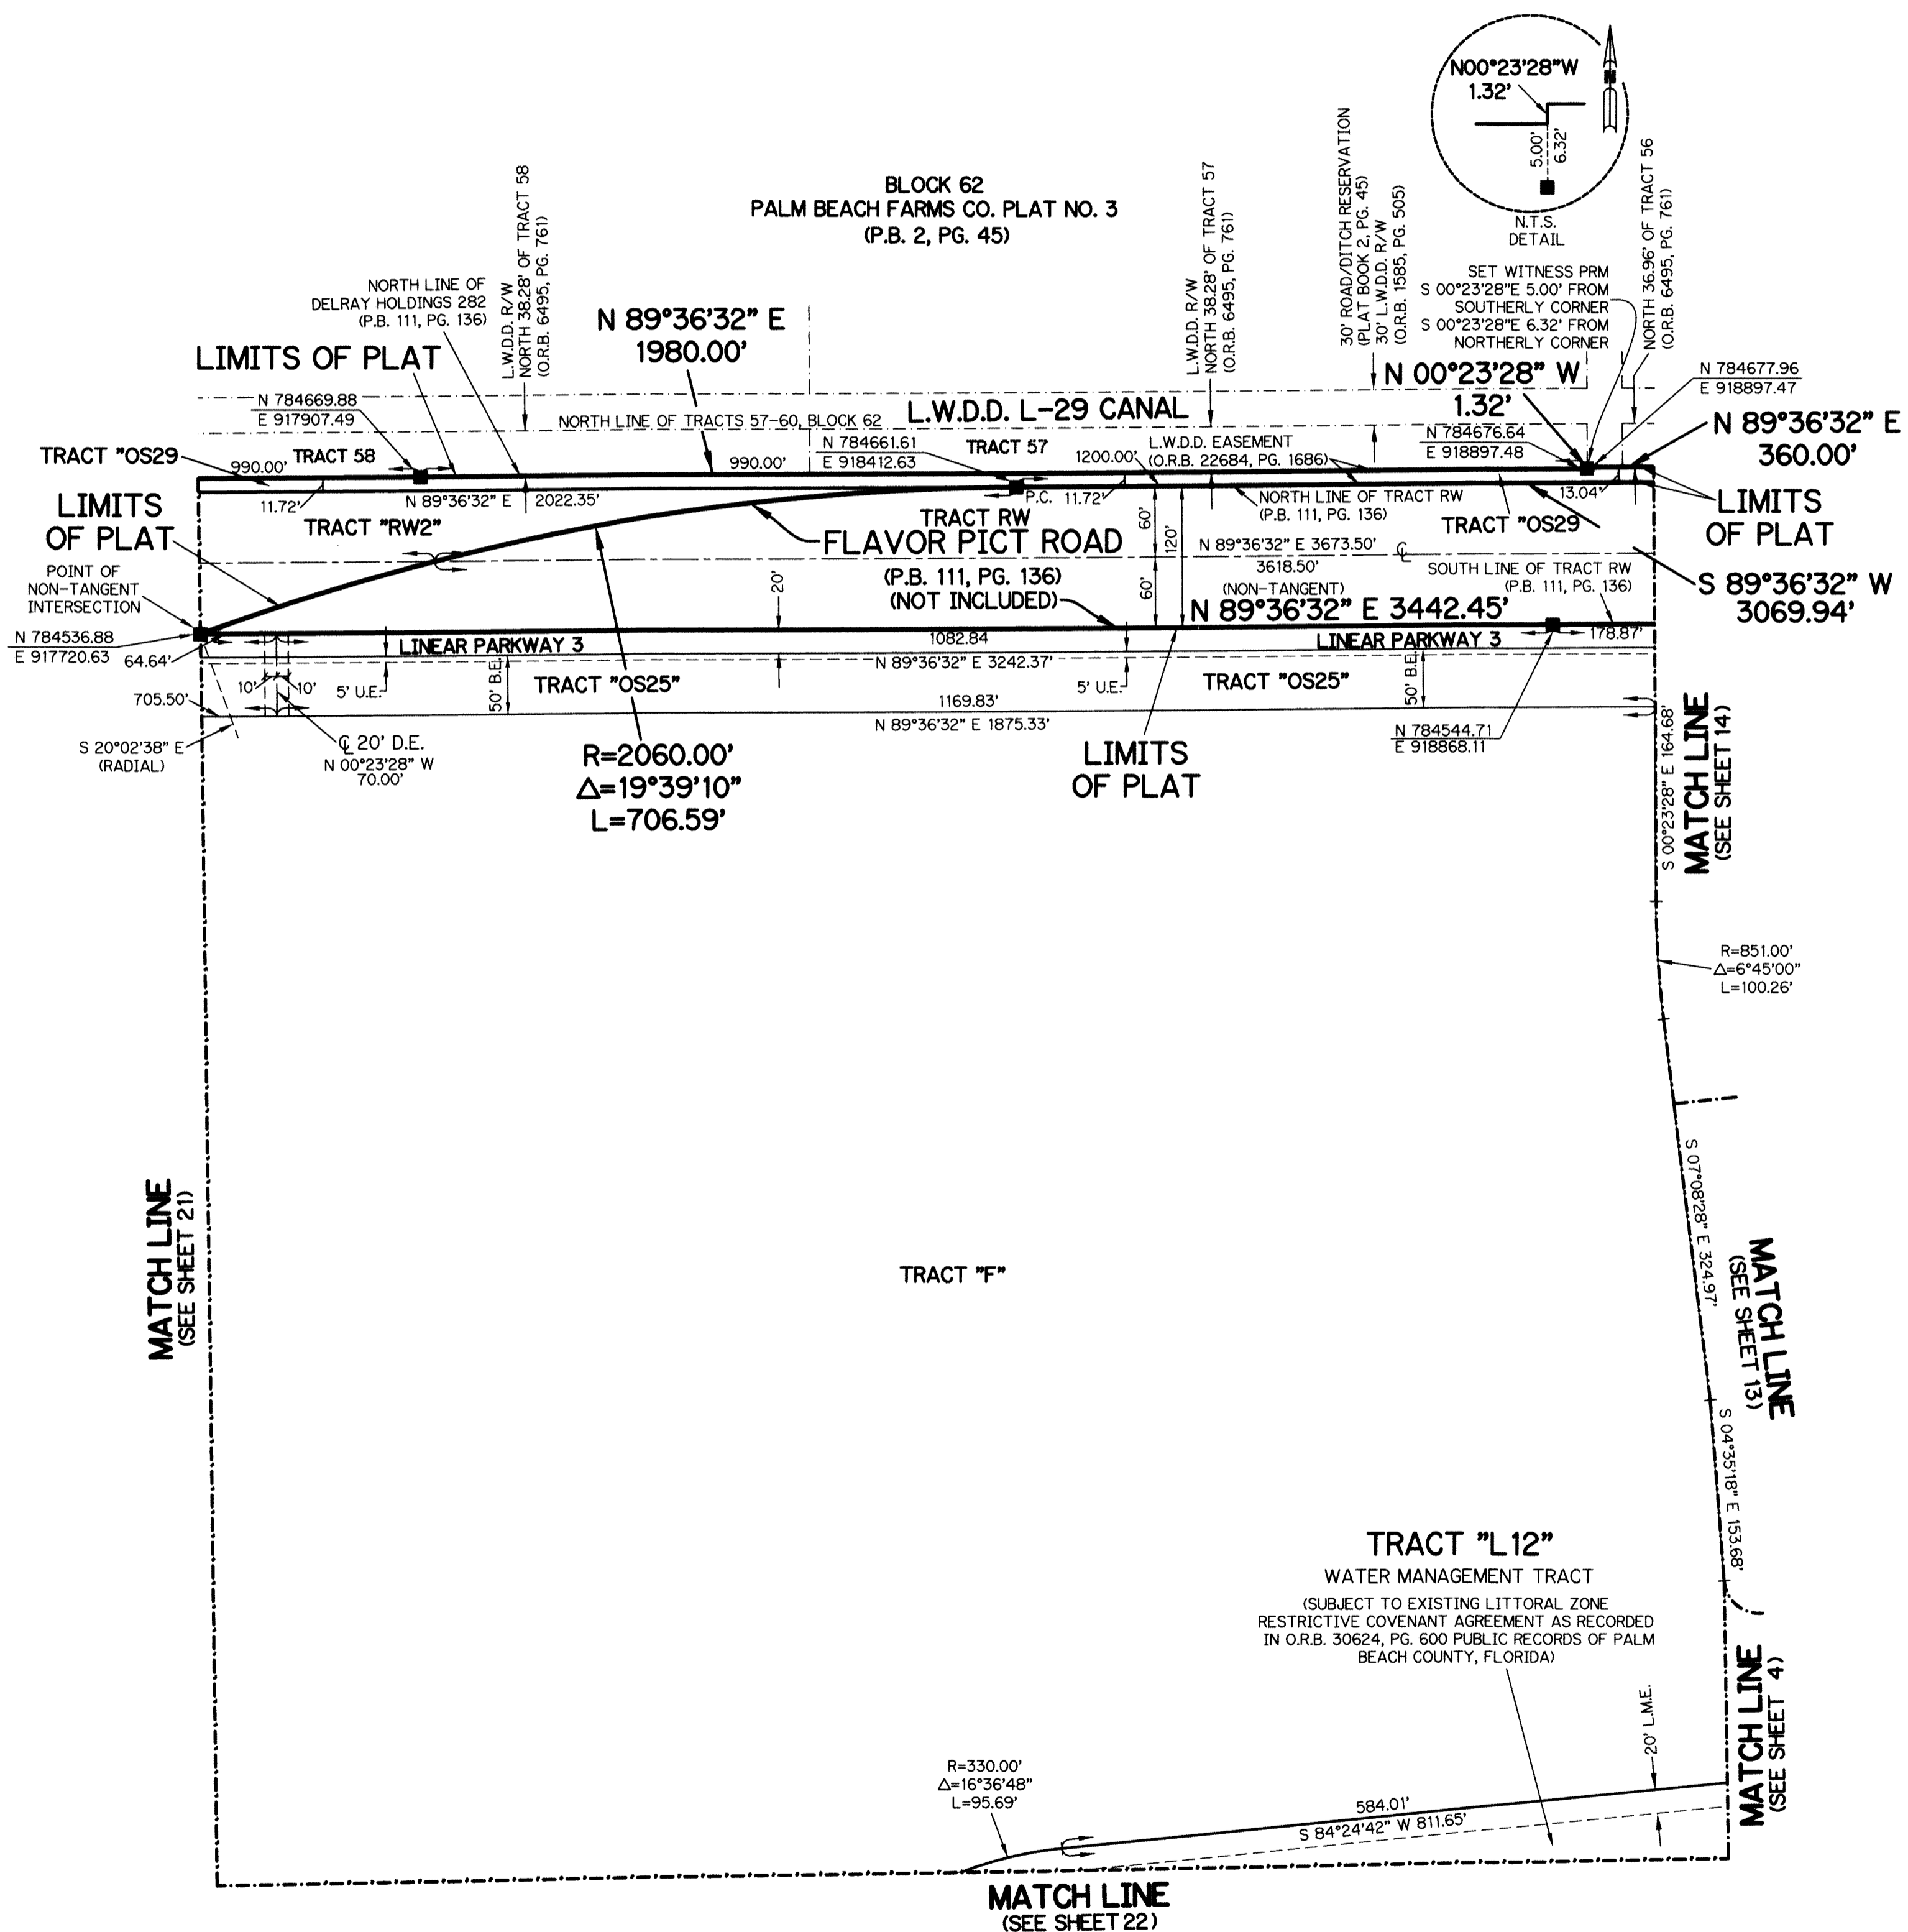 N00°23'28"W
1.32'
5.00'
6.32'
N.T.S.
DETAIL
BLOCK 62
PALM BEACH FARMS CO. PLAT NO. 3
(P.B. 2, PG. 45)
L.W.D.D. R/W
NORTH 38.28' OF TRACT 58
(O.R.B. 6495, PG. 761)
L.W.D.D. R/W
NORTH 38.28' OF TRACT 57
(O.R.B. 6495, PG. 761)
30' ROAD/DITCH RESERVATION
(PLAT BOOK 2, PG. 45)
30' L.W.D.D. R/W
(O.R.B. 1585, PG. 505)
NORTH 36.96' OF TRACT 56
(O.R.B. 6495, PG. 761)
SET WITNESS PRM
S 00°23'28"E 5.00' FROM
SOUTHERLY CORNER
S 00°23'28"E 6.32' FROM
NORTHERLY CORNER
NORTH LINE OF
DELRAY HOLDINGS 282
(P.B. 111, PG. 136)
N 89°36'32" E
1980.00'
LIMITS OF PLAT
N 00°23'28" W
1.32'
N 784677.96
E 918897.47
N 784669.88
E 917907.49
L.W.D.D. L-29 CANAL
NORTH LINE OF TRACTS 57-60, BLOCK 62
N 89°36'32" E
360.00'
N 784661.61
E 918412.63
TRACT 57
L.W.D.D. EASEMENT
(O.R.B. 22684, PG. 1686)
N 784676.64
E 918897.48
TRACT "OS29
990.00'
TRACT 58
990.00'
1200.00'
11.72'
N 89°36'32" E
2022.35'
P.C.
11.72'
NORTH LINE OF TRACT RW
(P.B. 111, PG. 136)
13.04'
TRACT "OS29
LIMITS
OF PLAT
LIMITS
OF PLAT
TRACT "RW2"
TRACT RW
FLAVOR PICT ROAD
(P.B. 111, PG. 136)
(NOT INCLUDED)
60'
120'
60'
N 89°36'32" E 3673.50'
3618.50'
(NON-TANGENT)
SOUTH LINE OF TRACT RW
(P.B. 111, PG. 136)
S 89°36'32" W
3069.94'
POINT OF
NON-TANGENT
INTERSECTION
20'
N 89°36'32" E 3442.45'
N 784536.88
E 917720.63
64.64'
LINEAR PARKWAY 3
1082.84
LINEAR PARKWAY 3
178.87'
N 89°36'32" E 3242.37'
10'
10'
5' U.E.
50' B.E.
TRACT "OS25"
5' U.E.
TRACT "OS25"
50' B.E.
705.50'
1169.83'
N 89°36'32" E 1875.33'
S 20°02'38" E
(RADIAL)
℄ 20' D.E.
N 00°23'28" W
70.00'
R=2060.00'
Δ=19°39'10"
L=706.59'
LIMITS
OF PLAT
N 784544.71
E 918868.11
S 00°23'28" E 164.68'
MATCH LINE
(SEE SHEET 14)
R=851.00'
Δ=6°45'00"
L=100.26'
S 07°08'28" E 324.97'
MATCH LINE
(SEE SHEET 13)
MATCH LINE
(SEE SHEET 21)
TRACT "F"
S 04°35'18" E 153.68'
TRACT "L12"
WATER MANAGEMENT TRACT
(SUBJECT TO EXISTING LITTORAL ZONE
RESTRICTIVE COVENANT AGREEMENT AS RECORDED
IN O.R.B. 30624, PG. 600 PUBLIC RECORDS OF PALM
BEACH COUNTY, FLORIDA)
20' L.M.E.
MATCH LINE
(SEE SHEET 4)
R=330.00'
Δ=16°36'48"
L=95.69'
584.01'
S 84°24'42" W 811.65'
MATCH LINE
(SEE SHEET 22)